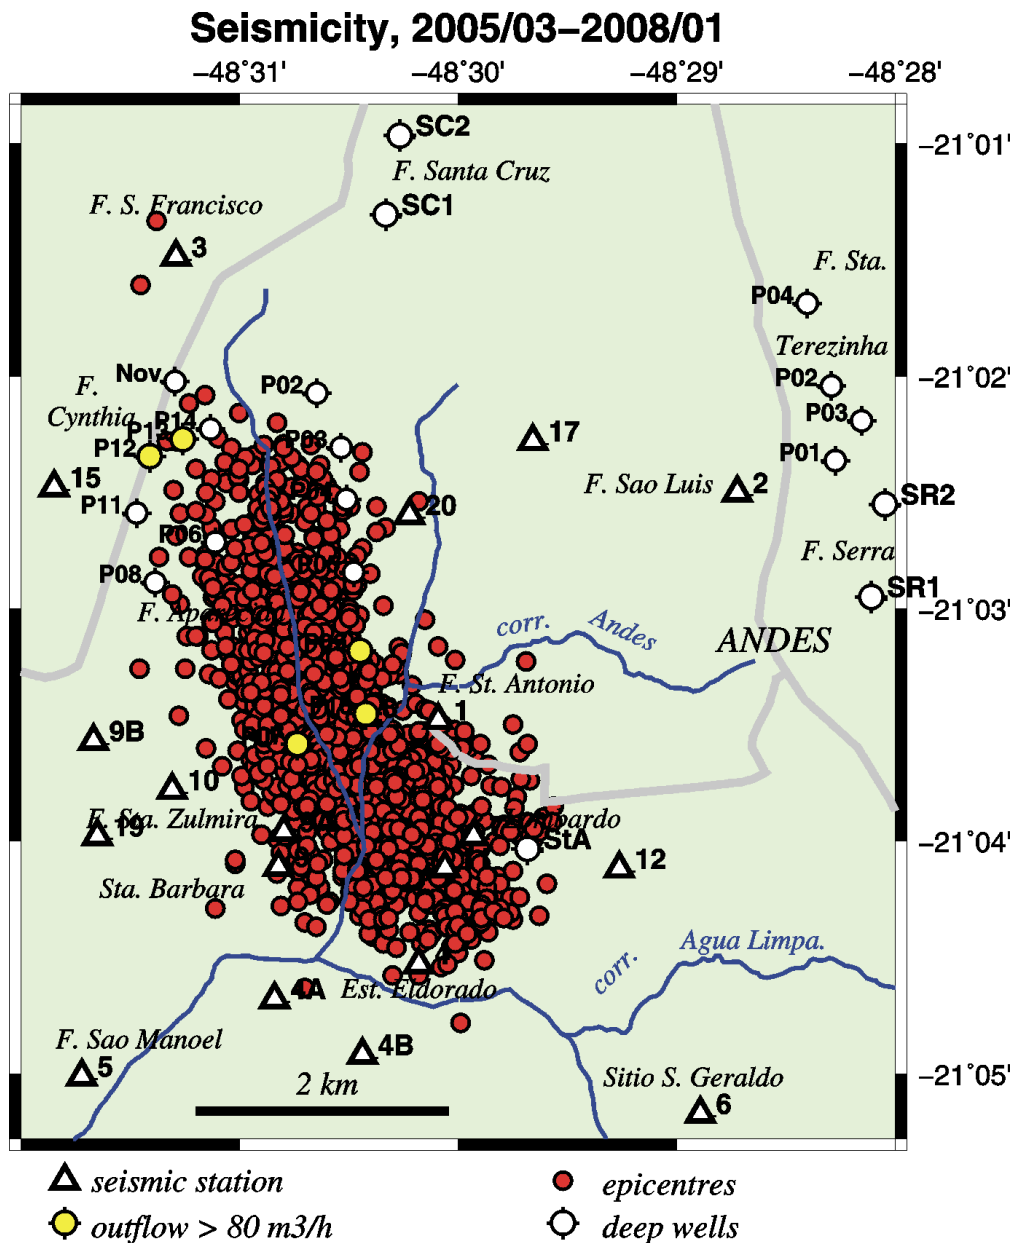 Seismicity, 2005/03−2008/01
−48˚31' −48˚30' −48˚29' −48˚28'
SC2
−21˚01'
F. Santa Cruz
F. S. Francisco
SC1
3
F. Sta.
P04
Terezinha
−21˚02'
Nov
P02
P02
F.
Cynthia
P03
P14
P13
P12
P03
17
P01
15
F. Sao Luis
2
SR2
P11
20
P06
F. Serra
P08
SR1
−21˚03'
F. Aparecida
corr.
Andes
ANDES
F. St. Antonio
1
9B
10
F. Sta. Zulmira
19
StA
−21˚04'
9
12
Sta. Barbara
Agua Limpa.
corr.
4
4A
Est. Eldorado
F. Sao Manoel
4B
5
−21˚05'
2 km
Sitio S. Geraldo
6
seismic station
epicentres
outflow > 80 m3/h
deep wells